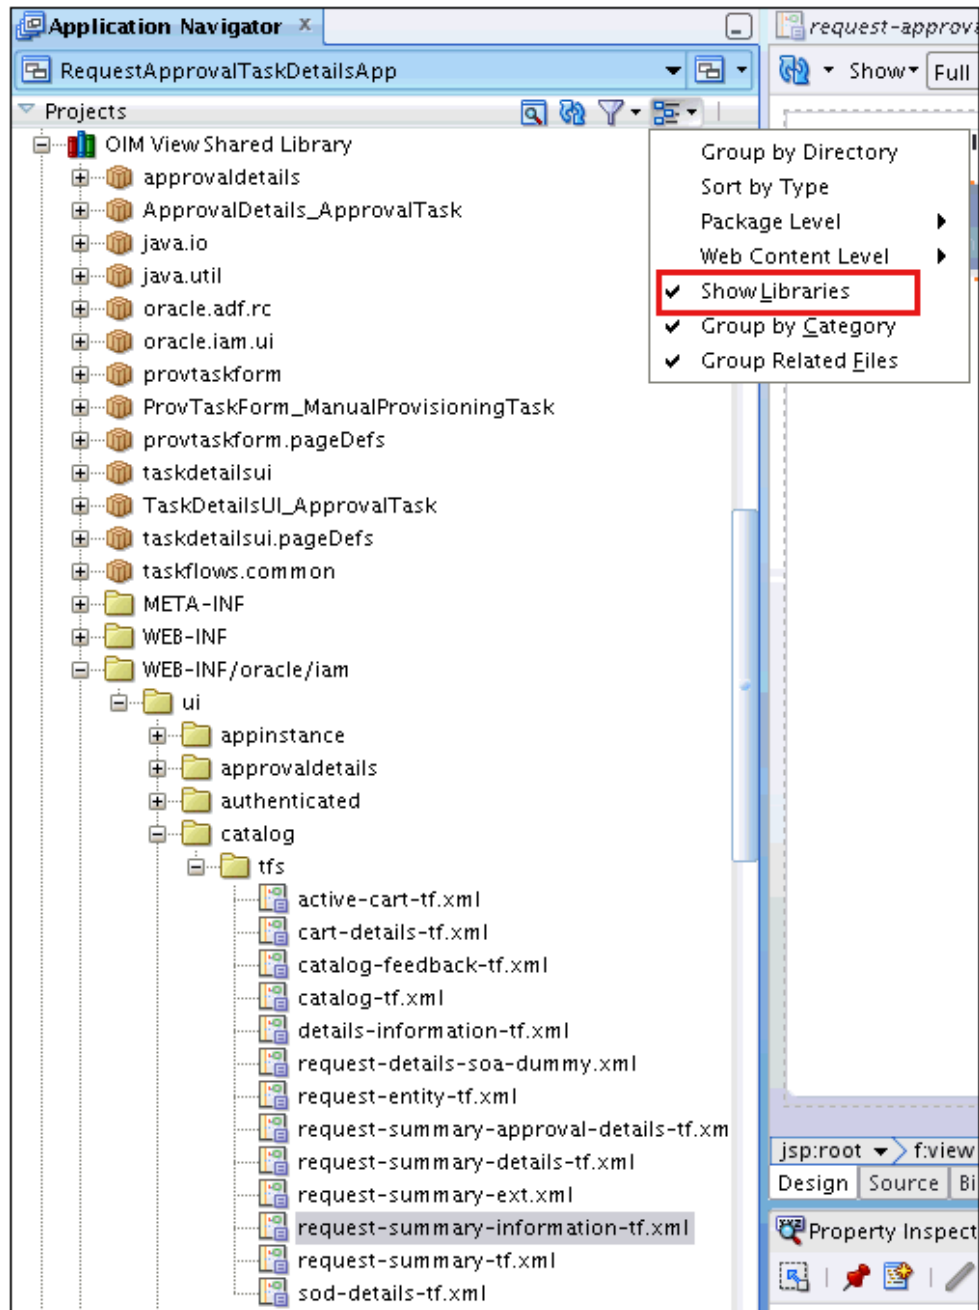 Application Navigator
request-approva
RequestApprovalTaskDetailsApp
Show
Full
Projects
OIM View Shared Library
approvaldetails
ApprovalDetails_ApprovalTask
java.io
java.util
oracle.adf.rc
oracle.iam.ui
provtaskform
ProvTaskForm_ManualProvisioningTask
provtaskform.pageDefs
taskdetailsui
TaskDetailsUI_ApprovalTask
taskdetailsui.pageDefs
taskflows.common
META-INF
WEB-INF
WEB-INF/oracle/iam
ui
appinstance
approvaldetails
authenticated
catalog
tfs
active-cart-tf.xml
cart-details-tf.xml
catalog-feedback-tf.xml
catalog-tf.xml
details-information-tf.xml
request-details-soa-dummy.xml
request-entity-tf.xml
request-summary-approval-details-tf.xm
request-summary-details-tf.xml
request-summary-ext.xml
request-summary-information-tf.xml
request-summary-tf.xml
sod-details-tf.xml
Group by Directory
Sort by Type
Package Level
Web Content Level
Show Libraries
Group by Category
Group Related Files
jsp:root
f:view
Design
Source
Bi
Property Inspect